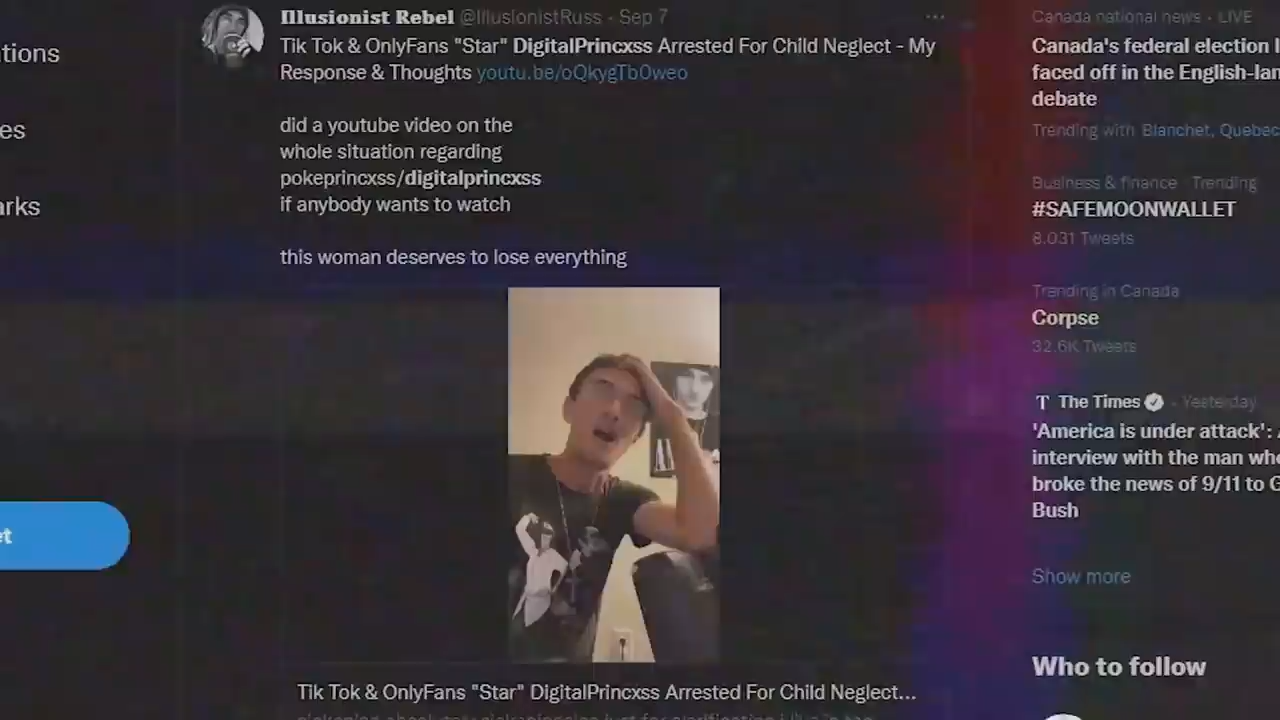 tions
es
arks
et
Illusionist Rebel @IllusionistRuss · Sep 7
Tik Tok & OnlyFans "Star" DigitalPrincxss Arrested For Child Neglect - My
Response & Thoughts youtu.be/oQkygTb0weo
did a youtube video on the
whole situation regarding
pokeprincxss/digitalprincxss
if anybody wants to watch
this woman deserves to lose everything
Tik Tok & OnlyFans "Star" DigitalPrincxss Arrested For Child Neglect...
Canada national news · LIVE
Canada's federal election l
faced off in the English-lan
debate
Trending with Blanchet, Quebec
Business & finance · Trending
#SAFEMOONWALLET
8.031 Tweets
Trending in Canada
Corpse
32.6K Tweets
The Times · Yesterday
'America is under attack':
interview with the man who
broke the news of 9/11 to G
Bush
Show more
Who to follow